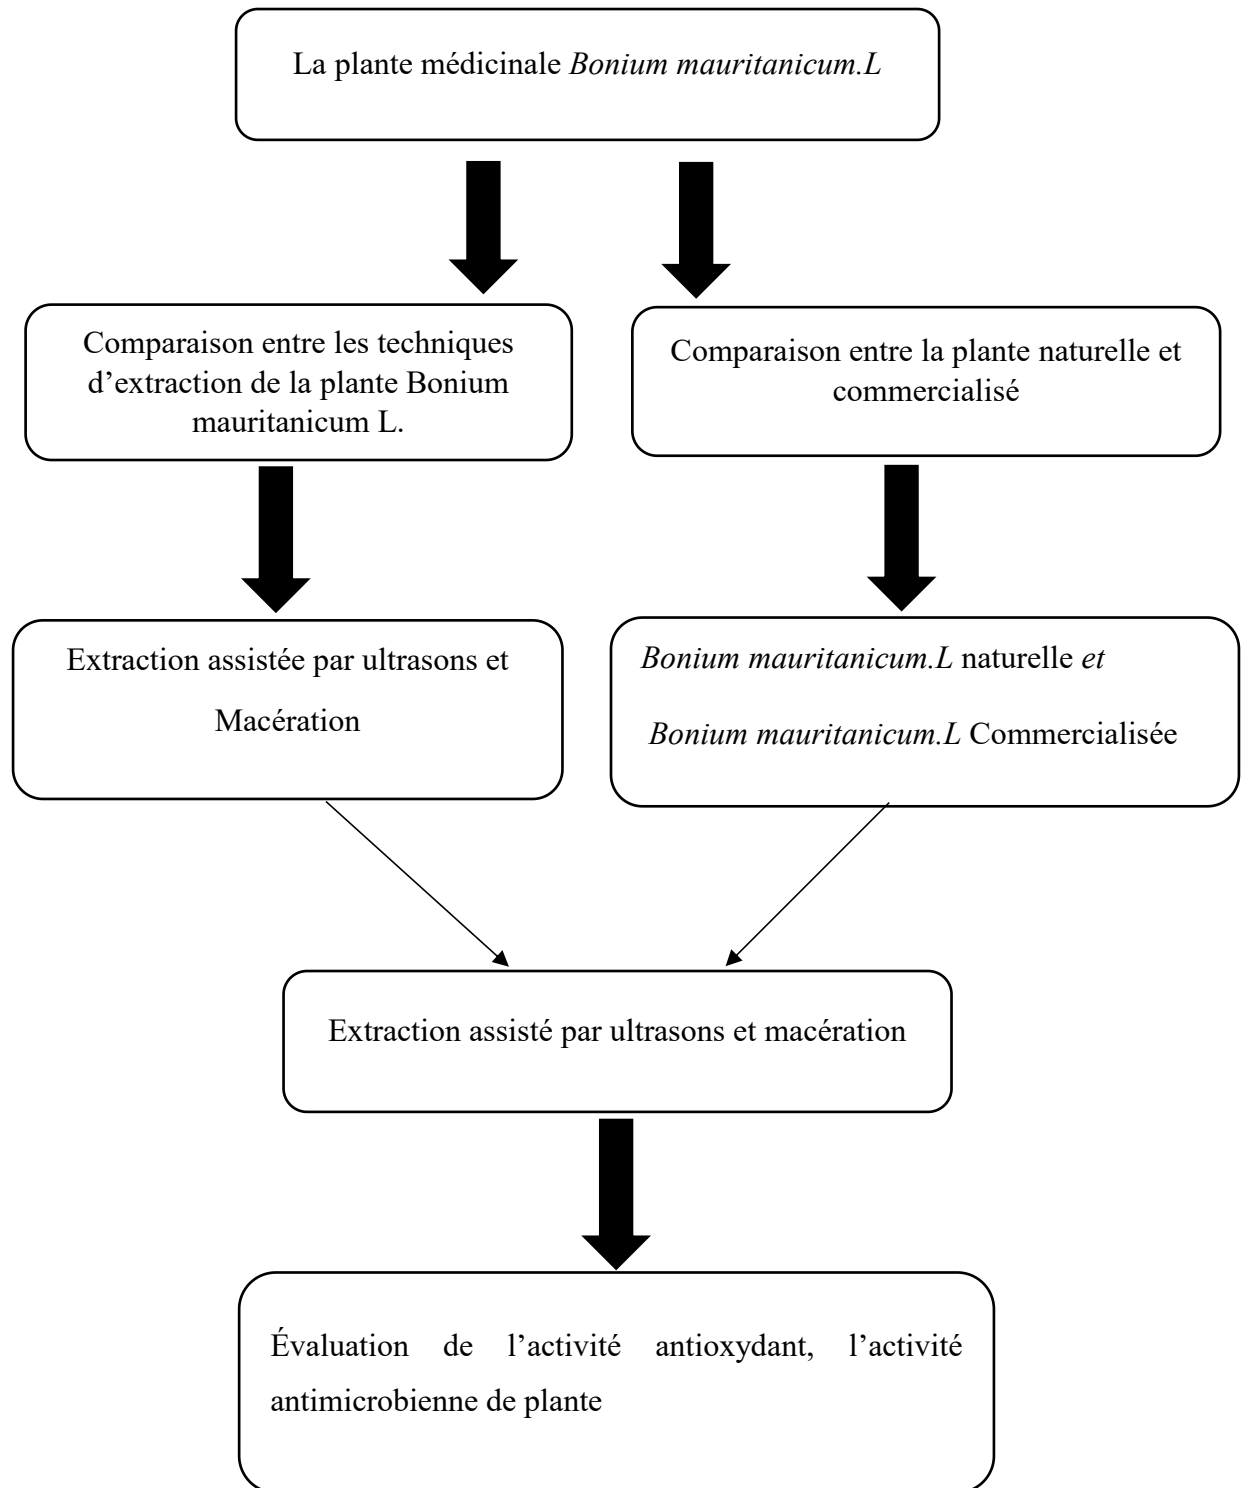 La plante médicinale Bonium mauritanicum.L
Comparaison entre les techniques
d’extraction de la plante Bonium
mauritanicum L.
Comparaison entre la plante naturelle et
commercialisé
Extraction assistée par ultrasons et
Macération
Bonium mauritanicum.L naturelle et
Bonium mauritanicum.L Commercialisée
Extraction assisté par ultrasons et macération
Évaluation de l’activité antioxydant, l’activité
antimicrobienne de plante